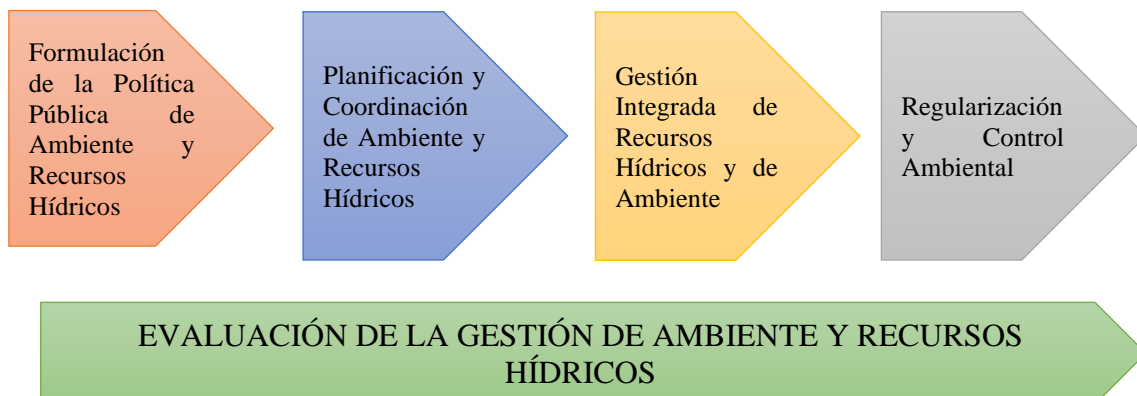 Formulación
de la Política
Pública de
Ambiente y
Recursos
Hídricos
Planificación y
Coordinación
de Ambiente y
Recursos
Hídricos
Gestión
Integrada de
Recursos
Hídricos y de
Ambiente
Regularización
y Control
Ambiental
EVALUACIÓN DE LA GESTIÓN DE AMBIENTE Y RECURSOS
HÍDRICOS